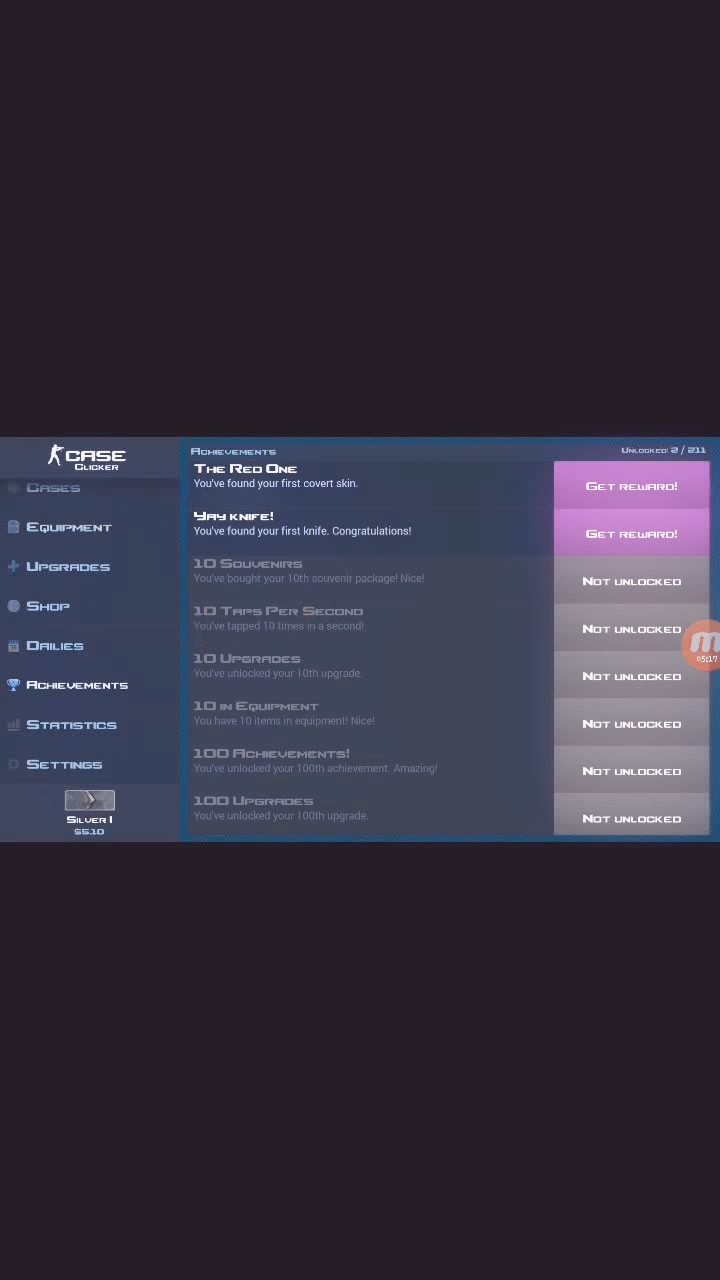 CASE
CLICKER
CASES
EQUIPMENT
UPGRADES
SHOP
DAILIES
ACHIEVEMENTS
STATISTICS
SETTINGS
SILVER I
$5.10
ACHIEVEMENTS
UNLOCKED: 2 / 211
THE RED ONE
You've found your first covert skin.
GET REWARD!
YAY KNIFE!
You've found your first knife. Congratulations!
GET REWARD!
10 SOUVENIRS
You've bought your 10th souvenir package! Nice!
NOT UNLOCKED
10 TAPS PER SECOND
You've tapped 10 times in a second!
NOT UNLOCKED
05:17
10 UPGRADES
You've unlocked your 10th upgrade.
NOT UNLOCKED
10 IN EQUIPMENT
You have 10 items in equipment! Nice!
NOT UNLOCKED
100 ACHIEVEMENTS!
You've unlocked your 100th achievement. Amazing!
NOT UNLOCKED
100 UPGRADES
You've unlocked your 100th upgrade.
NOT UNLOCKED